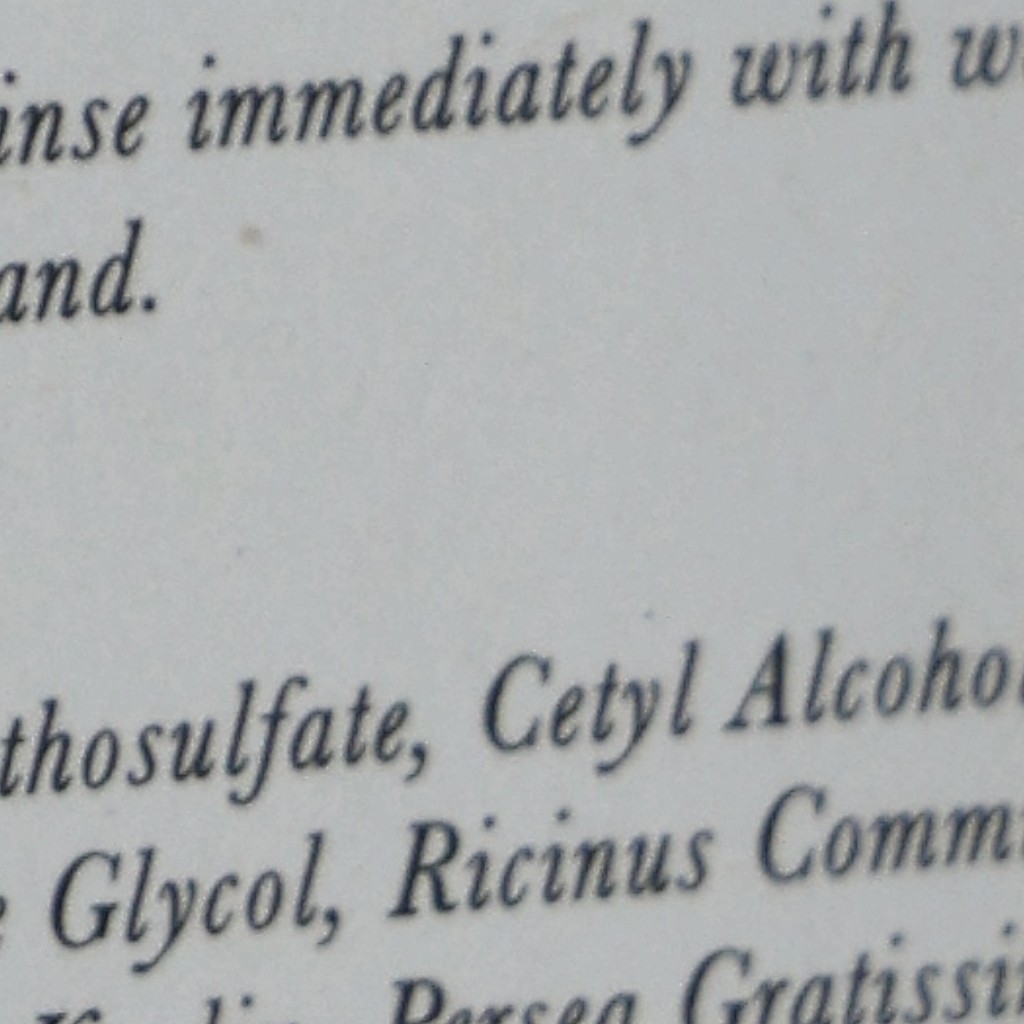 inse immediately with w
and.
thosulfate, Cetyl Alcoho
e Glycol, Ricinus Comm
Persea Gratissi